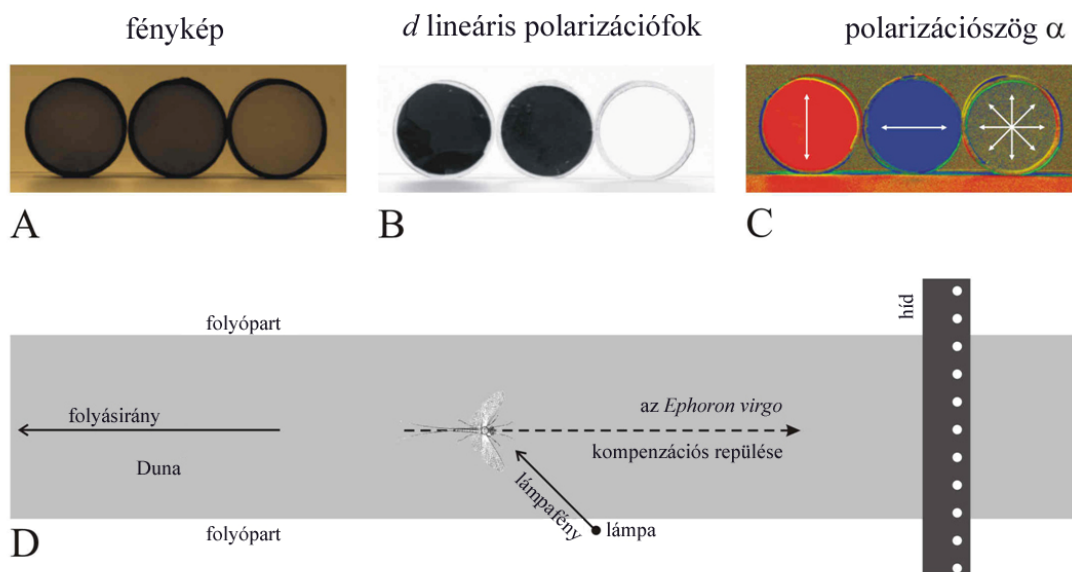 fénykép
d lineáris polarizációfok
polarizációszög α
A
B
C
folyópart
híd
folyásirány
az Ephoron virgo
kompenzációs repülése
Duna
lámpafény
lámpa
D
folyópart